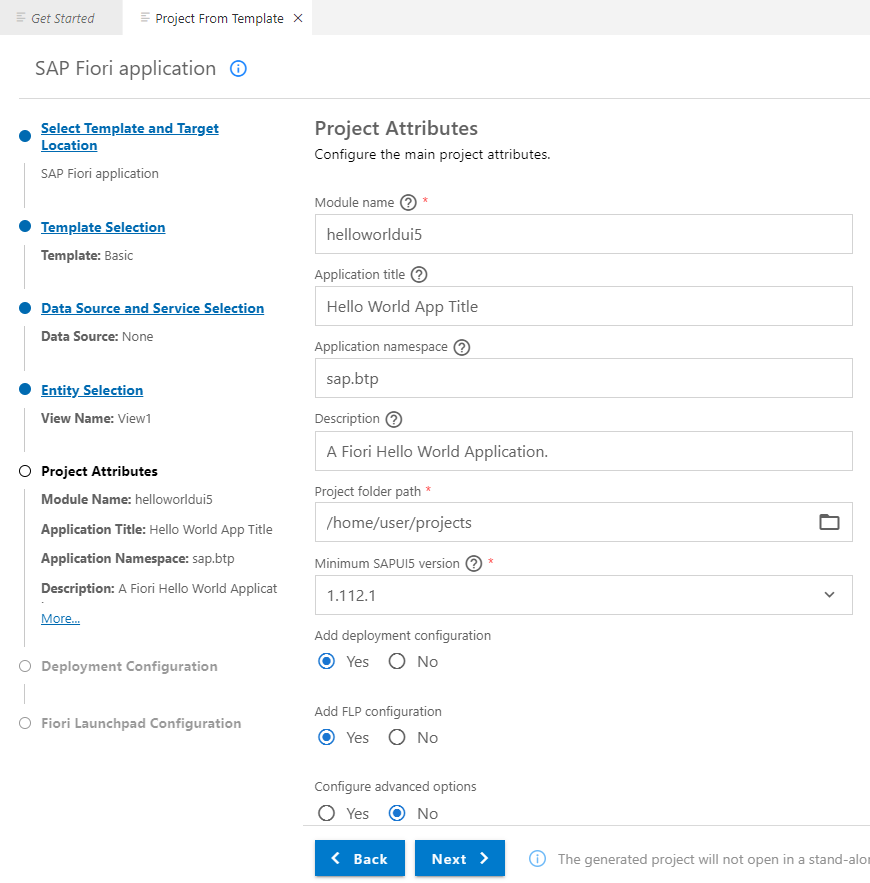 Get Started
Project From Template
SAP Fiori application
Select Template and Target
Location
SAP Fiori application
Template Selection
Template: Basic
Data Source and Service Selection
Data Source: None
Entity Selection
View Name: View1
Project Attributes
Module Name: helloworldui5
Application Title: Hello World App Title
Application Namespace: sap.btp
Description: A Fiori Hello World Applicat
More...
Deployment Configuration
Fiori Launchpad Configuration
Project Attributes
Configure the main project attributes.
Module name ? *
helloworldui5
Application title ?
Hello World App Title
Application namespace ?
sap.btp
Description ?
A Fiori Hello World Application.
Project folder path *
/home/user/projects
Minimum SAPUI5 version ? *
1.112.1
Add deployment configuration
Yes No
Add FLP configuration
Yes No
Configure advanced options
Yes No
Back Next The generated project will not open in a stand-alo